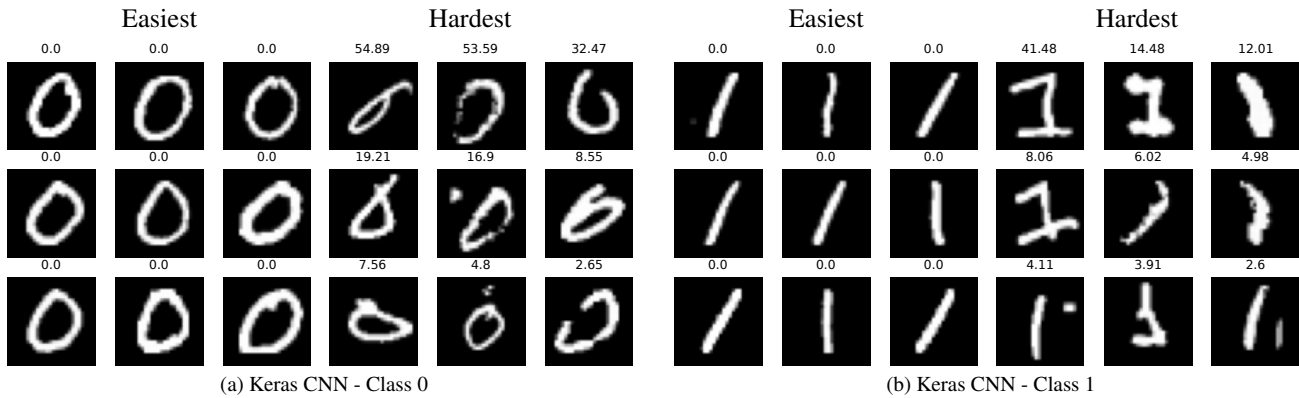 Easiest Hardest Easiest Hardest
0.0 0.0 0.0 54.89 53.59 32.47 0.0 0.0 0.0 41.48 14.48 12.01
0.0 0.0 0.0 19.21 16.9 8.55 0.0 0.0 0.0 8.06 6.02 4.98
0.0 0.0 0.0 7.56 4.8 2.65 0.0 0.0 0.0 4.11 3.91 2.6
(a) Keras CNN - Class 0 (b) Keras CNN - Class 1